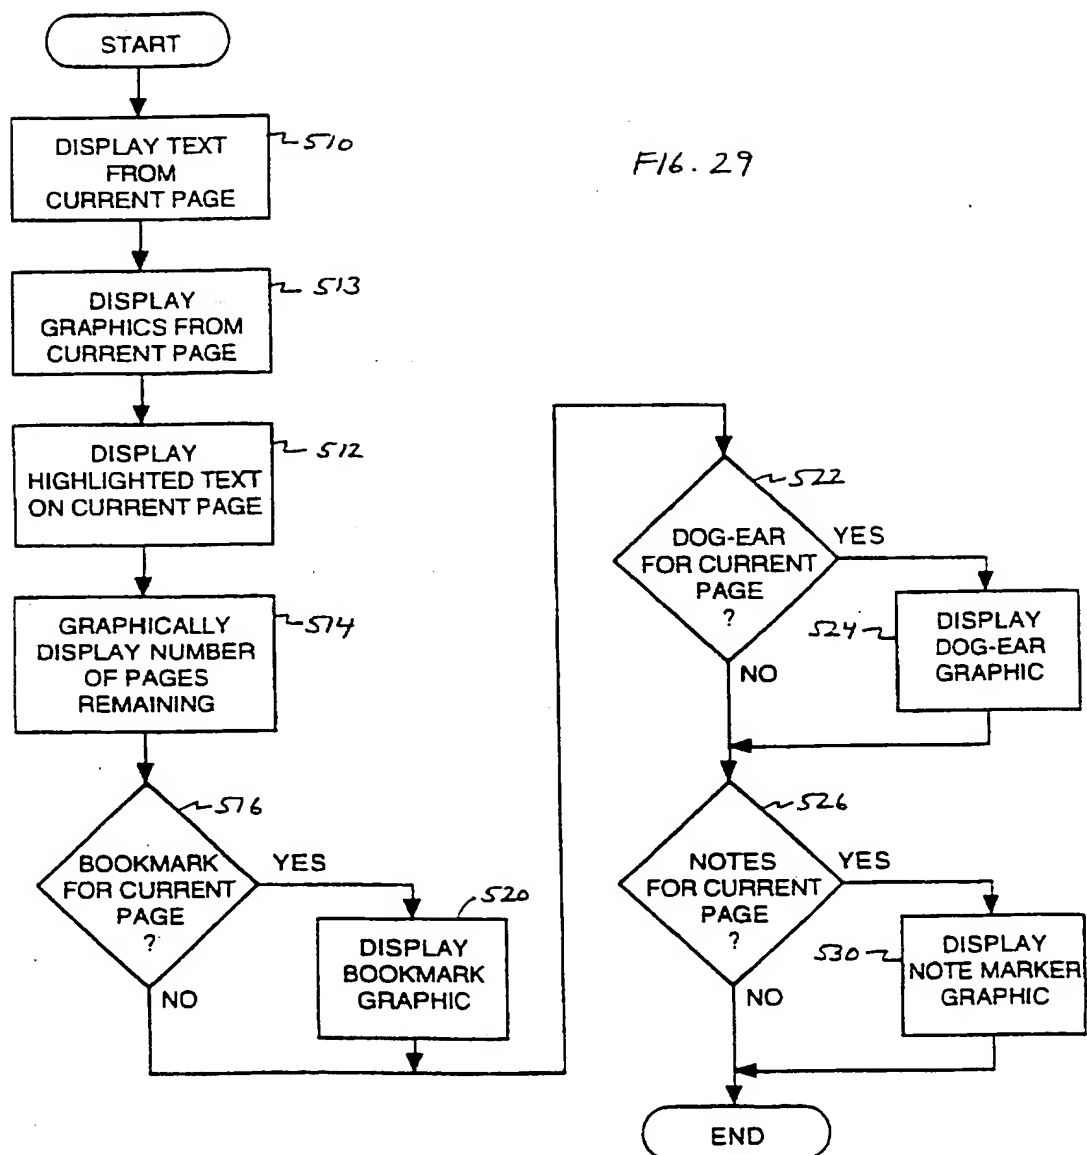 START
DISPLAY TEXT
FROM
CURRENT PAGE
510
FIG. 29
DISPLAY
GRAPHICS FROM
CURRENT PAGE
513
DISPLAY
HIGHLIGHTED TEXT
ON CURRENT PAGE
512
GRAPHICALLY
DISPLAY NUMBER
OF PAGES
REMAINING
514
BOOKMARK
FOR CURRENT
PAGE
?
516
YES
NO
DISPLAY
BOOKMARK
GRAPHIC
520
DOG-EAR
FOR CURRENT
PAGE
?
522
YES
NO
DISPLAY
DOG-EAR
GRAPHIC
524
NOTES
FOR CURRENT
PAGE
?
526
YES
NO
DISPLAY
NOTE MARKER
GRAPHIC
530
END